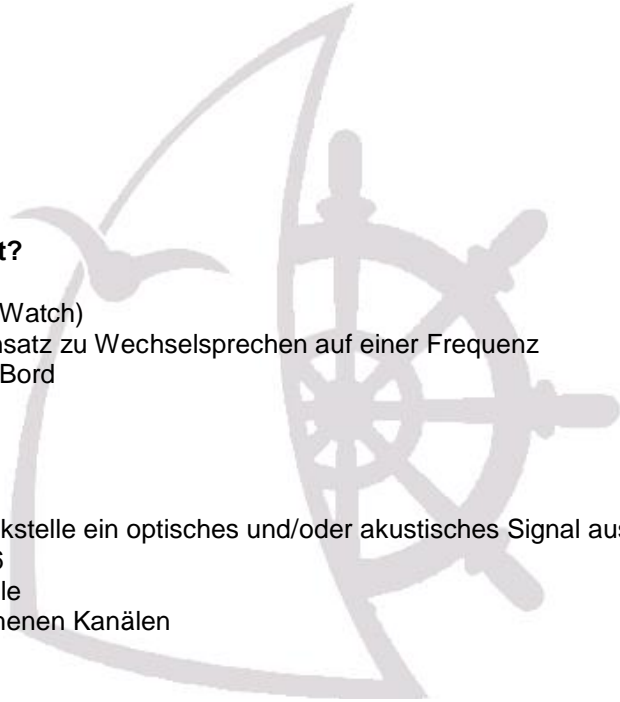 t?
Watch)
nsatz zu Wechselsprechen auf einer Frequenz
Bord
kstelle ein optisches und/oder akustisches Signal aus
6
le
nenen Kanälen